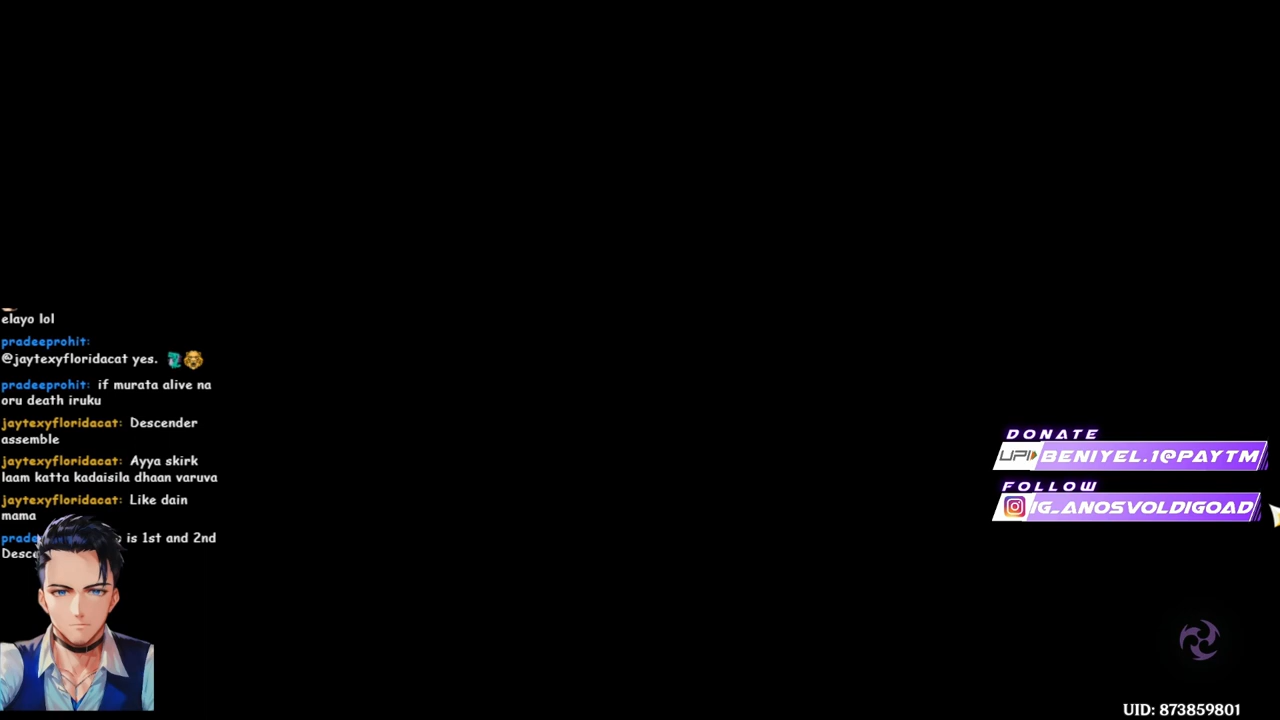 elayo lol
pradeeprohit:
@jaytexyfloridacat yes.
pradeeprohit: if murata alive na
oru death iruku
jaytexyfloridacat: Descender
assemble
jaytexyfloridacat: Ayya skirk
laam katta kadaisila dhaan varuva
jaytexyfloridacat: Like dain
mama
is 1st and 2nd
DONATE
UPI BENIYEL.1@PAYTM
FOLLOW
IG_ANOSVOLDIGOAD
UID: 873859801